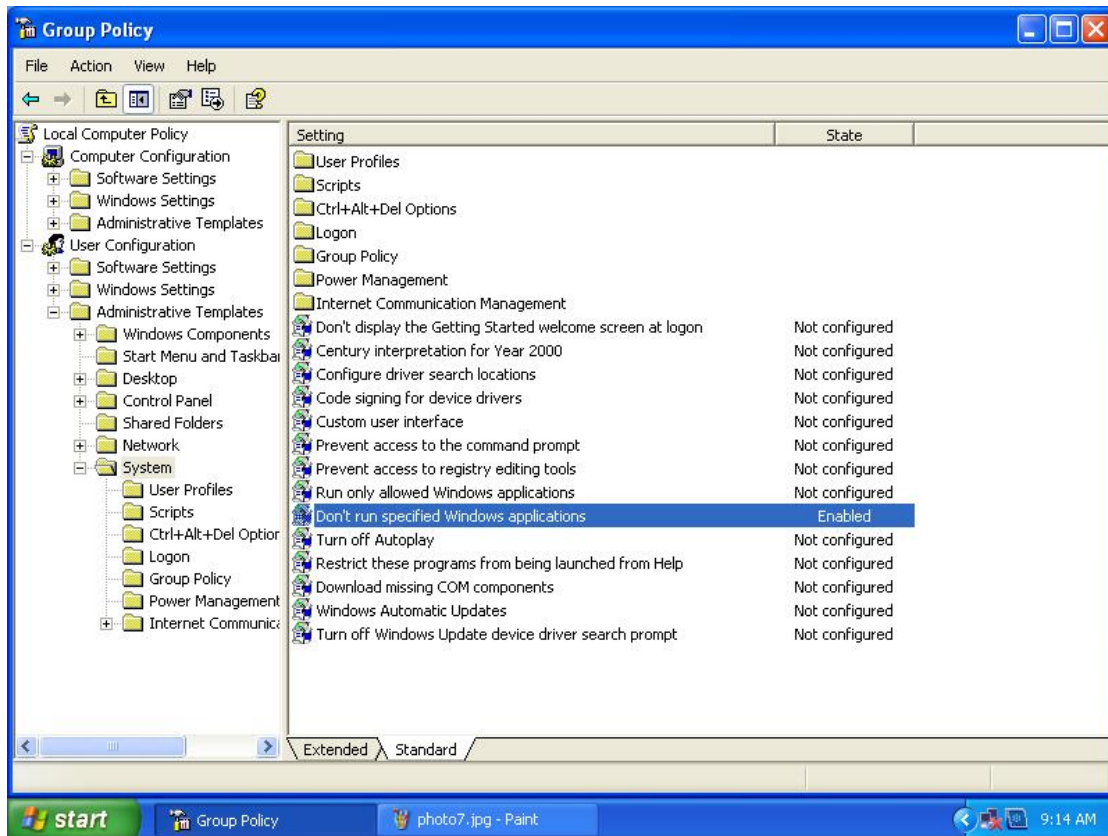 Group Policy
File Action View Help
Local Computer Policy
Computer Configuration
Software Settings
Windows Settings
Administrative Templates
User Configuration
Software Settings
Windows Settings
Administrative Templates
Windows Components
Start Menu and Taskbar
Desktop
Control Panel
Shared Folders
Network
System
User Profiles
Scripts
Ctrl+Alt+Del Option
Logon
Group Policy
Power Management
Internet Communica
Setting State
User Profiles
Scripts
Ctrl+Alt+Del Options
Logon
Group Policy
Power Management
Internet Communication Management
Don't display the Getting Started welcome screen at logon Not configured
Century interpretation for Year 2000 Not configured
Configure driver search locations Not configured
Code signing for device drivers Not configured
Custom user interface Not configured
Prevent access to the command prompt Not configured
Prevent access to registry editing tools Not configured
Run only allowed Windows applications Not configured
Don't run specified Windows applications Enabled
Turn off Autoplay Not configured
Restrict these programs from being launched from Help Not configured
Download missing COM components Not configured
Windows Automatic Updates Not configured
Turn off Windows Update device driver search prompt Not configured
Extended Standard
start Group Policy photo7.jpg - Paint 9:14 AM